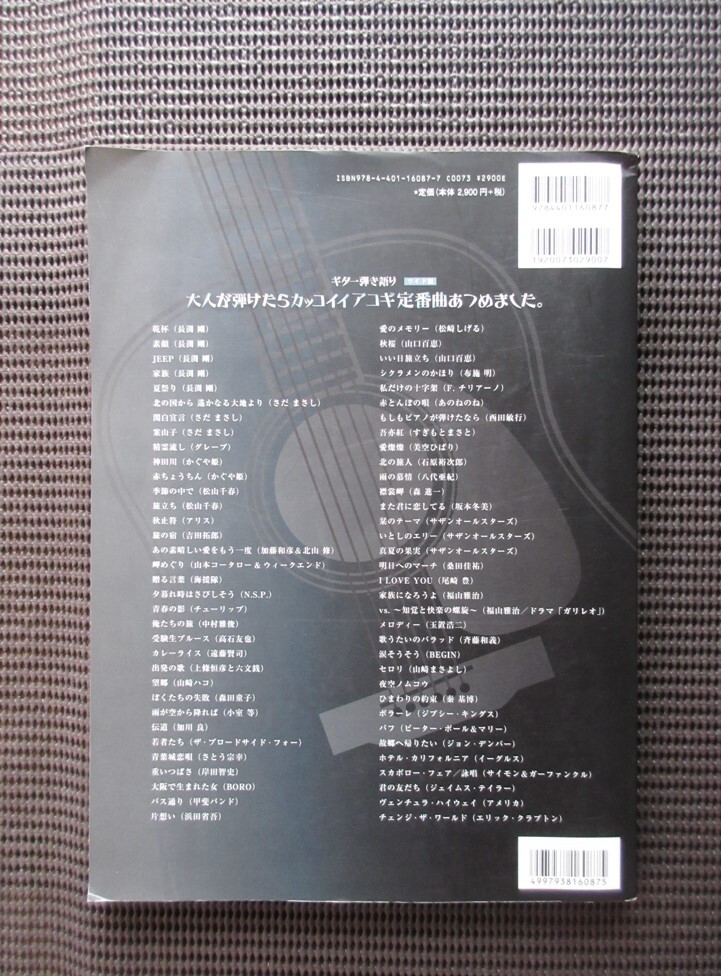 ISBN978-4-401-16087-7 C0073 ¥2900E
*定価(本体 2,900円+税)
9784401160877
1920073029007
ギター弾き語り ワイド版
大人が弾けたらカッコイイアコギ定番曲あつめました。
乾杯(長渕 剛)
素顔(長渕 剛)
JEEP(長渕 剛)
家族(長渕 剛)
夏祭り(長渕 剛)
北の国から 遥かなる大地より(さだ まさし)
関白宣言(さだ まさし)
案山子(さだ まさし)
精霊流し(グレープ)
神田川(かぐや姫)
赤ちょうちん(かぐや姫)
季節の中で(松山千春)
旅立ち(松山千春)
秋止符(アリス)
旅の宿(吉田拓郎)
あの素晴しい愛をもう一度(加藤和彦&北山 修)
岬めぐり(山本コータロー&ウィークエンド)
贈る言葉(海援隊)
夕暮れ時はさびしそう(N.S.P.)
青春の影(チューリップ)
俺たちの旅(中村雅俊)
受験生ブルース(高石友也)
カレーライス(遠藤賢司)
出発の歌(上條恒彦と六文銭)
望郷(山崎ハコ)
ぼくたちの失敗(森田童子)
雨が空から降れば(小室 等)
伝道(加川 良)
若者たち(ザ・ブロードサイド・フォー)
青葉城恋唄(さとう宗幸)
重いつばさ(岸田智史)
大阪で生まれた女(BORO)
バス通り(甲斐バンド)
片想い(浜田省吾)
愛のメモリー(松崎しげる)
秋桜(山口百恵)
いい日旅立ち(山口百恵)
シクラメンのかほり(布施 明)
私だけの十字架(F. チリアーノ)
赤とんぼの唄(あのねのね)
もしもピアノが弾けたなら(西田敏行)
吾亦紅(すぎもとまさと)
愛燦燦(美空ひばり)
北の旅人(石原裕次郎)
雨の慕情(八代亜紀)
襟裳岬(森 進一)
また君に恋してる(坂本冬美)
栞のテーマ(サザンオールスターズ)
いとしのエリー(サザンオールスターズ)
真夏の果実(サザンオールスターズ)
明日へのマーチ(桑田佳祐)
I LOVE YOU(尾崎 豊)
家族になろうよ(福山雅治)
vs. ～知覚と快楽の螺旋～(福山雅治/ドラマ「ガリレオ」)
メロディー(玉置浩二)
歌うたいのバラッド(斉藤和義)
涙そうそう(BEGIN)
セロリ(山崎まさよし)
夜空ノムコウ
ひまわりの約束(秦 基博)
ボラーレ(ジプシー・キングス)
パフ(ピーター・ポール&マリー)
故郷へ帰りたい(ジョン・デンバー)
ホテル・カリフォルニア(イーグルス)
スカボロー・フェア/詠唱(サイモン&ガーファンクル)
君の友だち(ジェイムス・テイラー)
ヴェンチュラ・ハイウェイ(アメリカ)
チェンジ・ザ・ワールド(エリック・クラプトン)
4997938160875